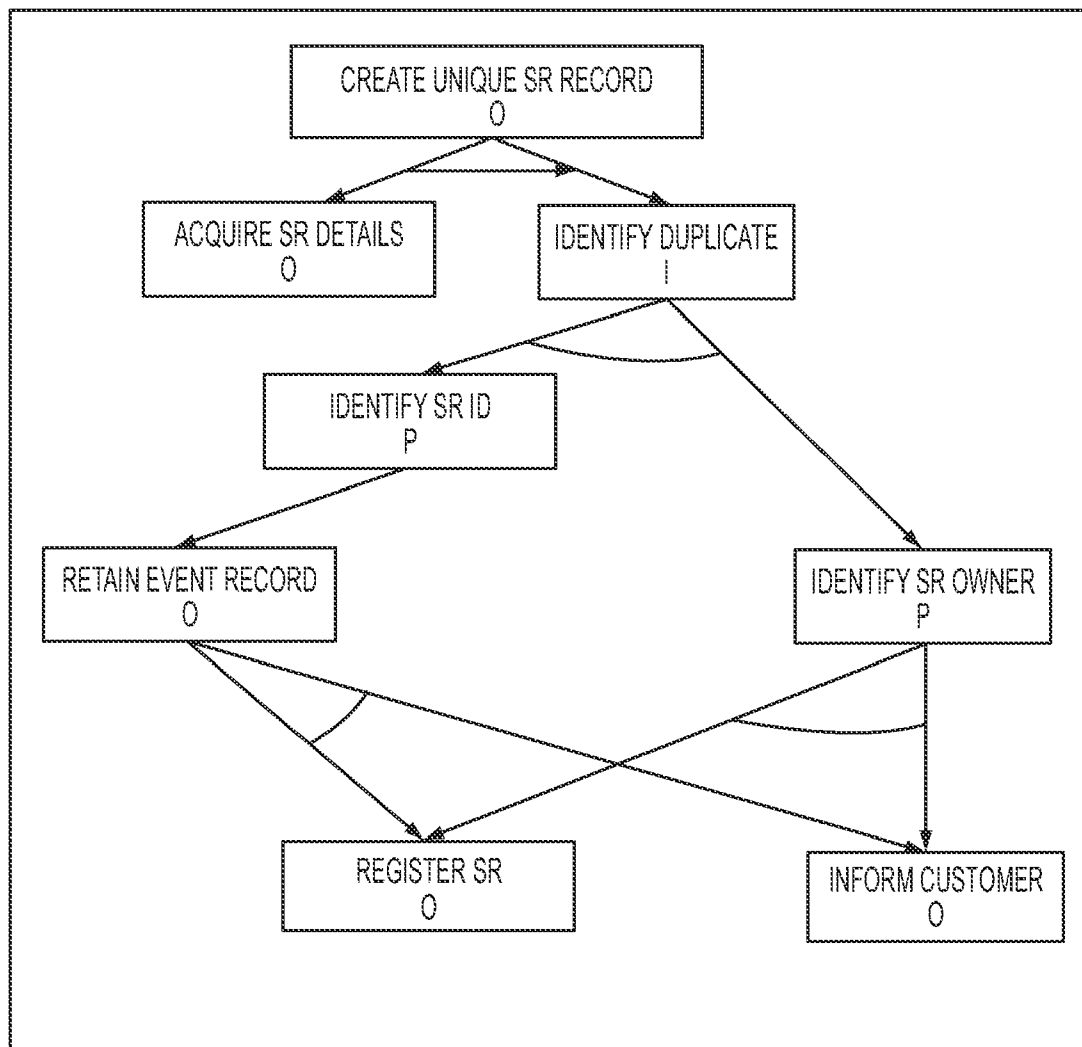 CREATE UNIQUE SR RECORD
O
ACQUIRE SR DETAILS
O
IDENTIFY DUPLICATE
I
IDENTIFY SR ID
P
RETAIN EVENT RECORD
O
IDENTIFY SR OWNER
P
REGISTER SR
O
INFORM CUSTOMER
O